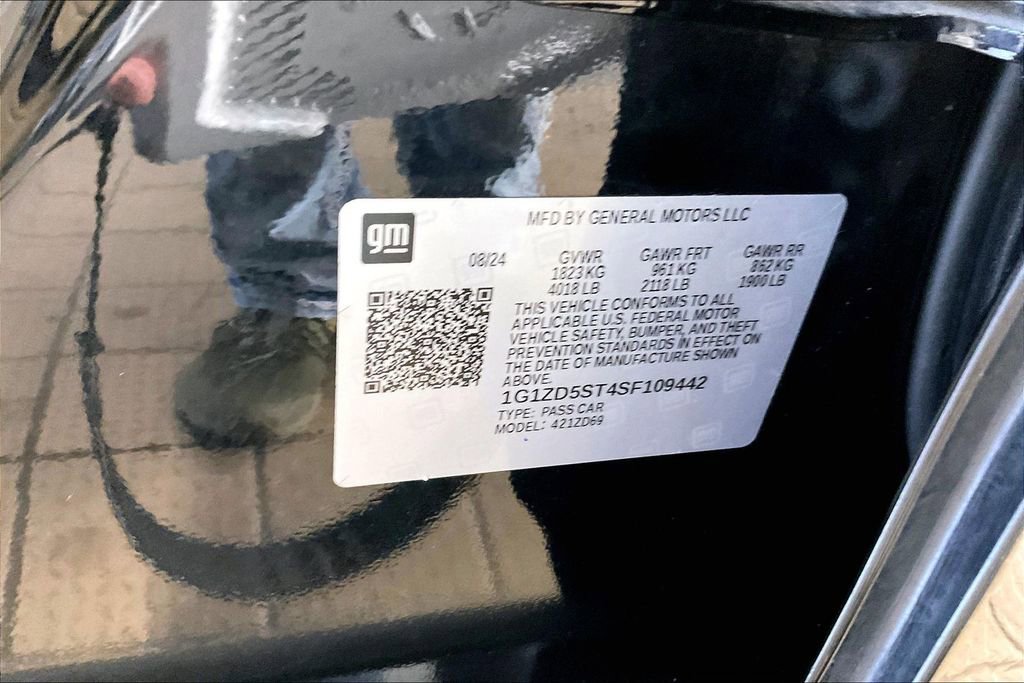 gm
MFD BY GENERAL MOTORS LLC
08/24 GVWR GAWR FRT GAWR RR
1823 KG 961 KG 862 KG
4018 LB 2118 LB 1900 LB
THIS VEHICLE CONFORMS TO ALL
APPLICABLE U.S. FEDERAL MOTOR
VEHICLE SAFETY, BUMPER, AND THEFT
PREVENTION STANDARDS IN EFFECT ON
THE DATE OF MANUFACTURE SHOWN
ABOVE.
1G1ZD5ST4SF109442
TYPE: PASS CAR
MODEL: 421ZD69